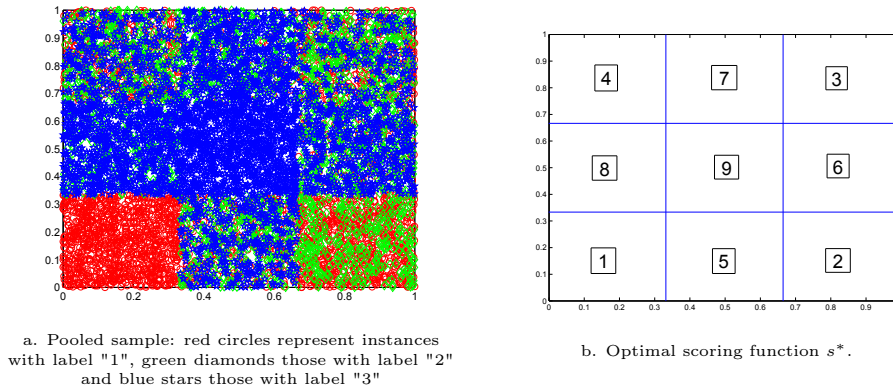 1
0.9
0.8
0.7
0.6
0.5
0.4
0.3
0.2
0.1
0
0 0.2 0.4 0.6 0.8 1
a. Pooled sample: red circles represent instances
with label "1", green diamonds those with label "2"
and blue stars those with label "3"
1
0.9
0.8
0.7
0.6
0.5
0.4
0.3
0.2
0.1
0
4 7 3
8 9 6
1 5 2
0 0.1 0.2 0.3 0.4 0.5 0.6 0.7 0.8 0.9 1
b. Optimal scoring function s*.